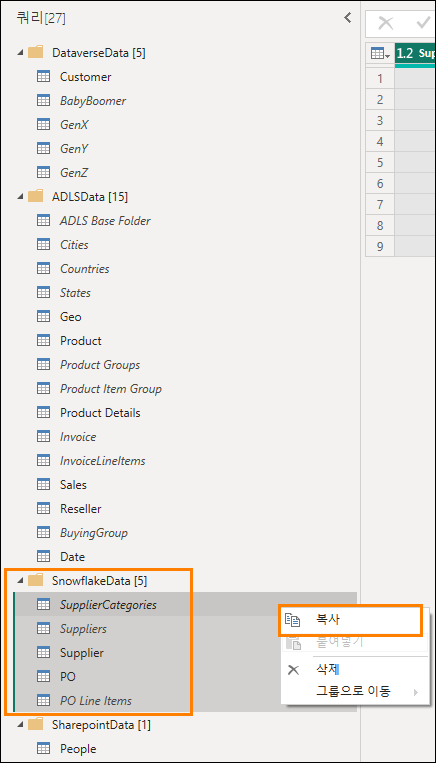 쿼리[27]
1.2 Sup
DataverseData [5]
Customer
BabyBoomer
GenX
GenY
GenZ
ADLSData [15]
ADLS Base Folder
Cities
Countries
States
Geo
Product
Product Groups
Product Item Group
Product Details
Invoice
InvoiceLineItems
Sales
Reseller
BuyingGroup
Date
SnowflakeData [5]
SupplierCategories
Suppliers
Supplier
PO
PO Line Items
SharepointData [1]
People
1
2
3
4
5
6
7
8
9
복사
붙여넣기
삭제
그룹으로 이동